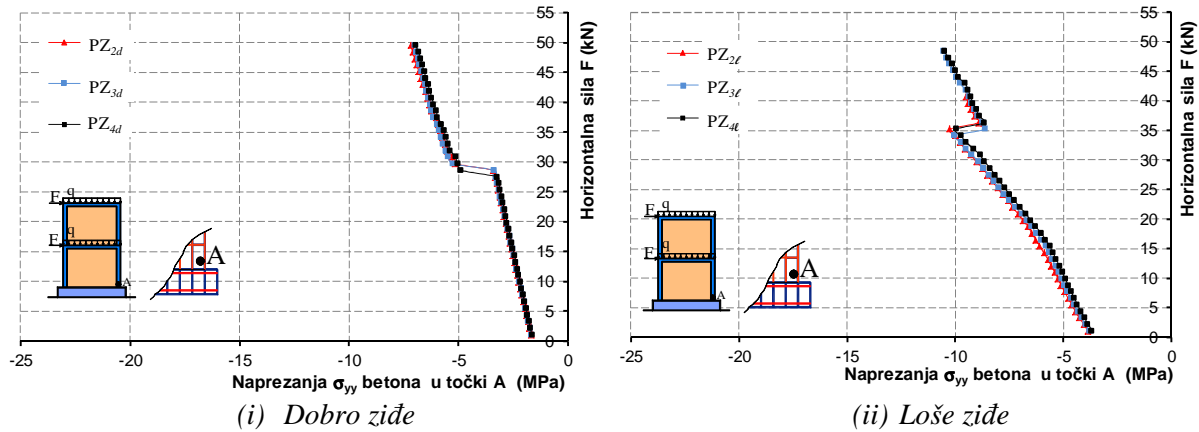 55
50
45
40
35
30
25
20
15
10
5
0
Horizontalna sila F (kN)
PZ2d
PZ3d
PZ4d
q
F
q
F
A
A
-25
-20
-15
-10
-5
0
Naprezanja σyy betona u točki A (MPa)
(i) Dobro ziđe
55
50
45
40
35
30
25
20
15
10
5
0
Horizontalna sila F (kN)
PZ2ℓ
PZ3ℓ
PZ4ℓ
q
F
q
F
A
A
-25
-20
-15
-10
-5
0
Naprezanja σyy betona u točki A (MPa)
(ii) Loše ziđe